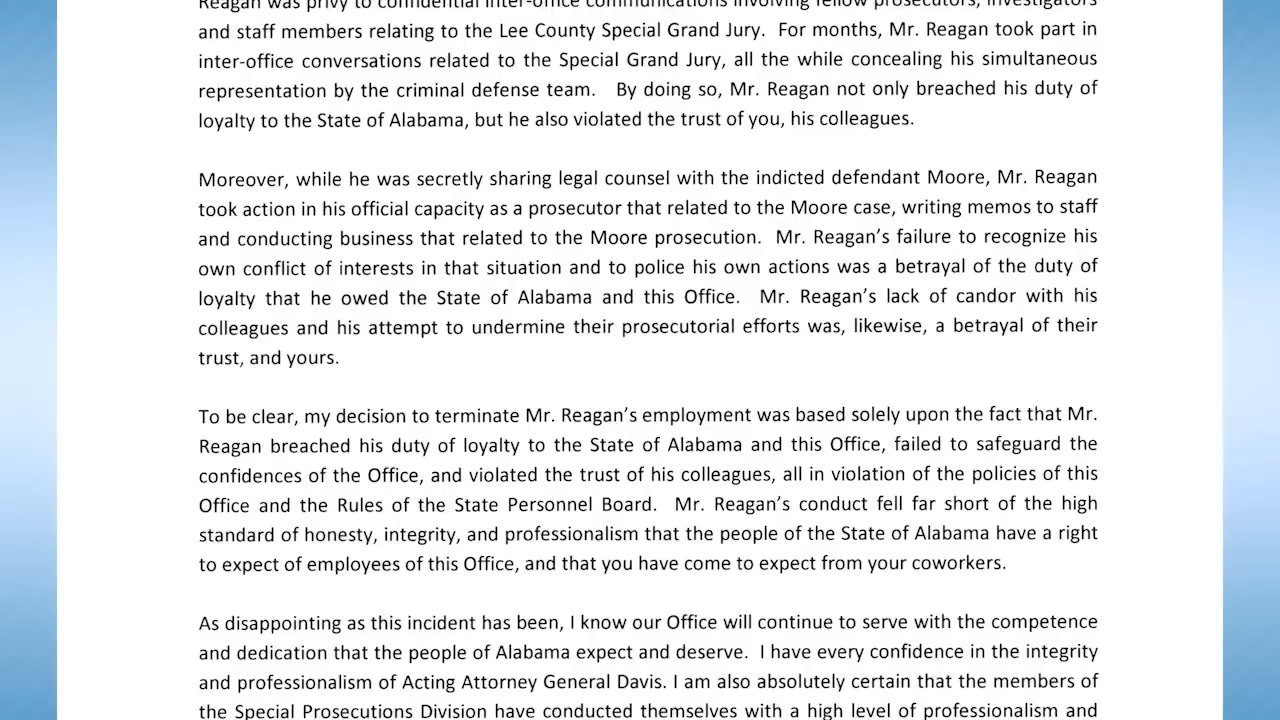 Reagan was privy to confidential inter-office communications involving fellow prosecutors, investigators
and staff members relating to the Lee County Special Grand Jury.  For months, Mr. Reagan took part in
inter-office conversations related to the Special Grand Jury, all the while concealing his simultaneous
representation by the criminal defense team.   By doing so, Mr. Reagan not only breached his duty of
loyalty to the State of Alabama, but he also violated the trust of you, his colleagues.
Moreover, while he was secretly sharing legal counsel with the indicted defendant Moore, Mr. Reagan
took action in his official capacity as a prosecutor that related to the Moore case, writing memos to staff
and conducting business that related to the Moore prosecution.  Mr. Reagan’s failure to recognize his
own conflict of interests in that situation and to police his own actions was a betrayal of the duty of
loyalty that he owed the State of Alabama and this Office.  Mr. Reagan’s lack of candor with his
colleagues and his attempt to undermine their prosecutorial efforts was, likewise, a betrayal of their
trust, and yours.
To be clear, my decision to terminate Mr. Reagan’s employment was based solely upon the fact that Mr.
Reagan breached his duty of loyalty to the State of Alabama and this Office, failed to safeguard the
confidences of the Office, and violated the trust of his colleagues, all in violation of the policies of this
Office and the Rules of the State Personnel Board.  Mr. Reagan’s conduct fell far short of the high
standard of honesty, integrity, and professionalism that the people of the State of Alabama have a right
to expect of employees of this Office, and that you have come to expect from your coworkers.
As disappointing as this incident has been, I know our Office will continue to serve with the competence
and dedication that the people of Alabama expect and deserve.  I have every confidence in the integrity
and professionalism of Acting Attorney General Davis. I am also absolutely certain that the members of
the Special Prosecutions Division have conducted themselves with a high level of professionalism and